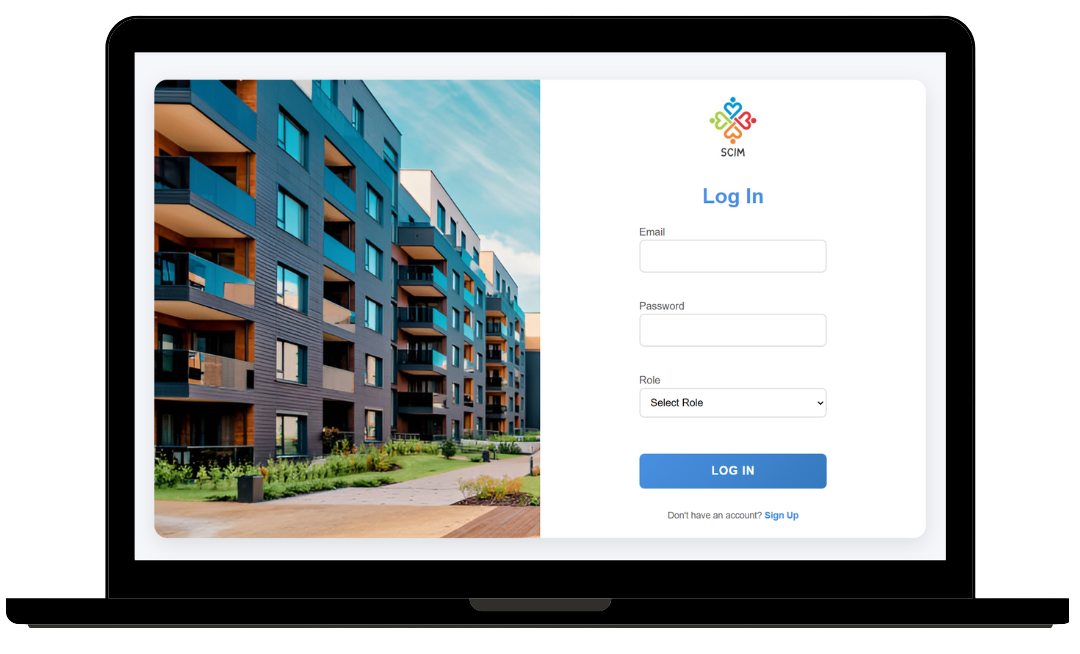 SCIM
Log In
Email
Password
Role
Select Role
LOG IN
Don't have an account? Sign Up